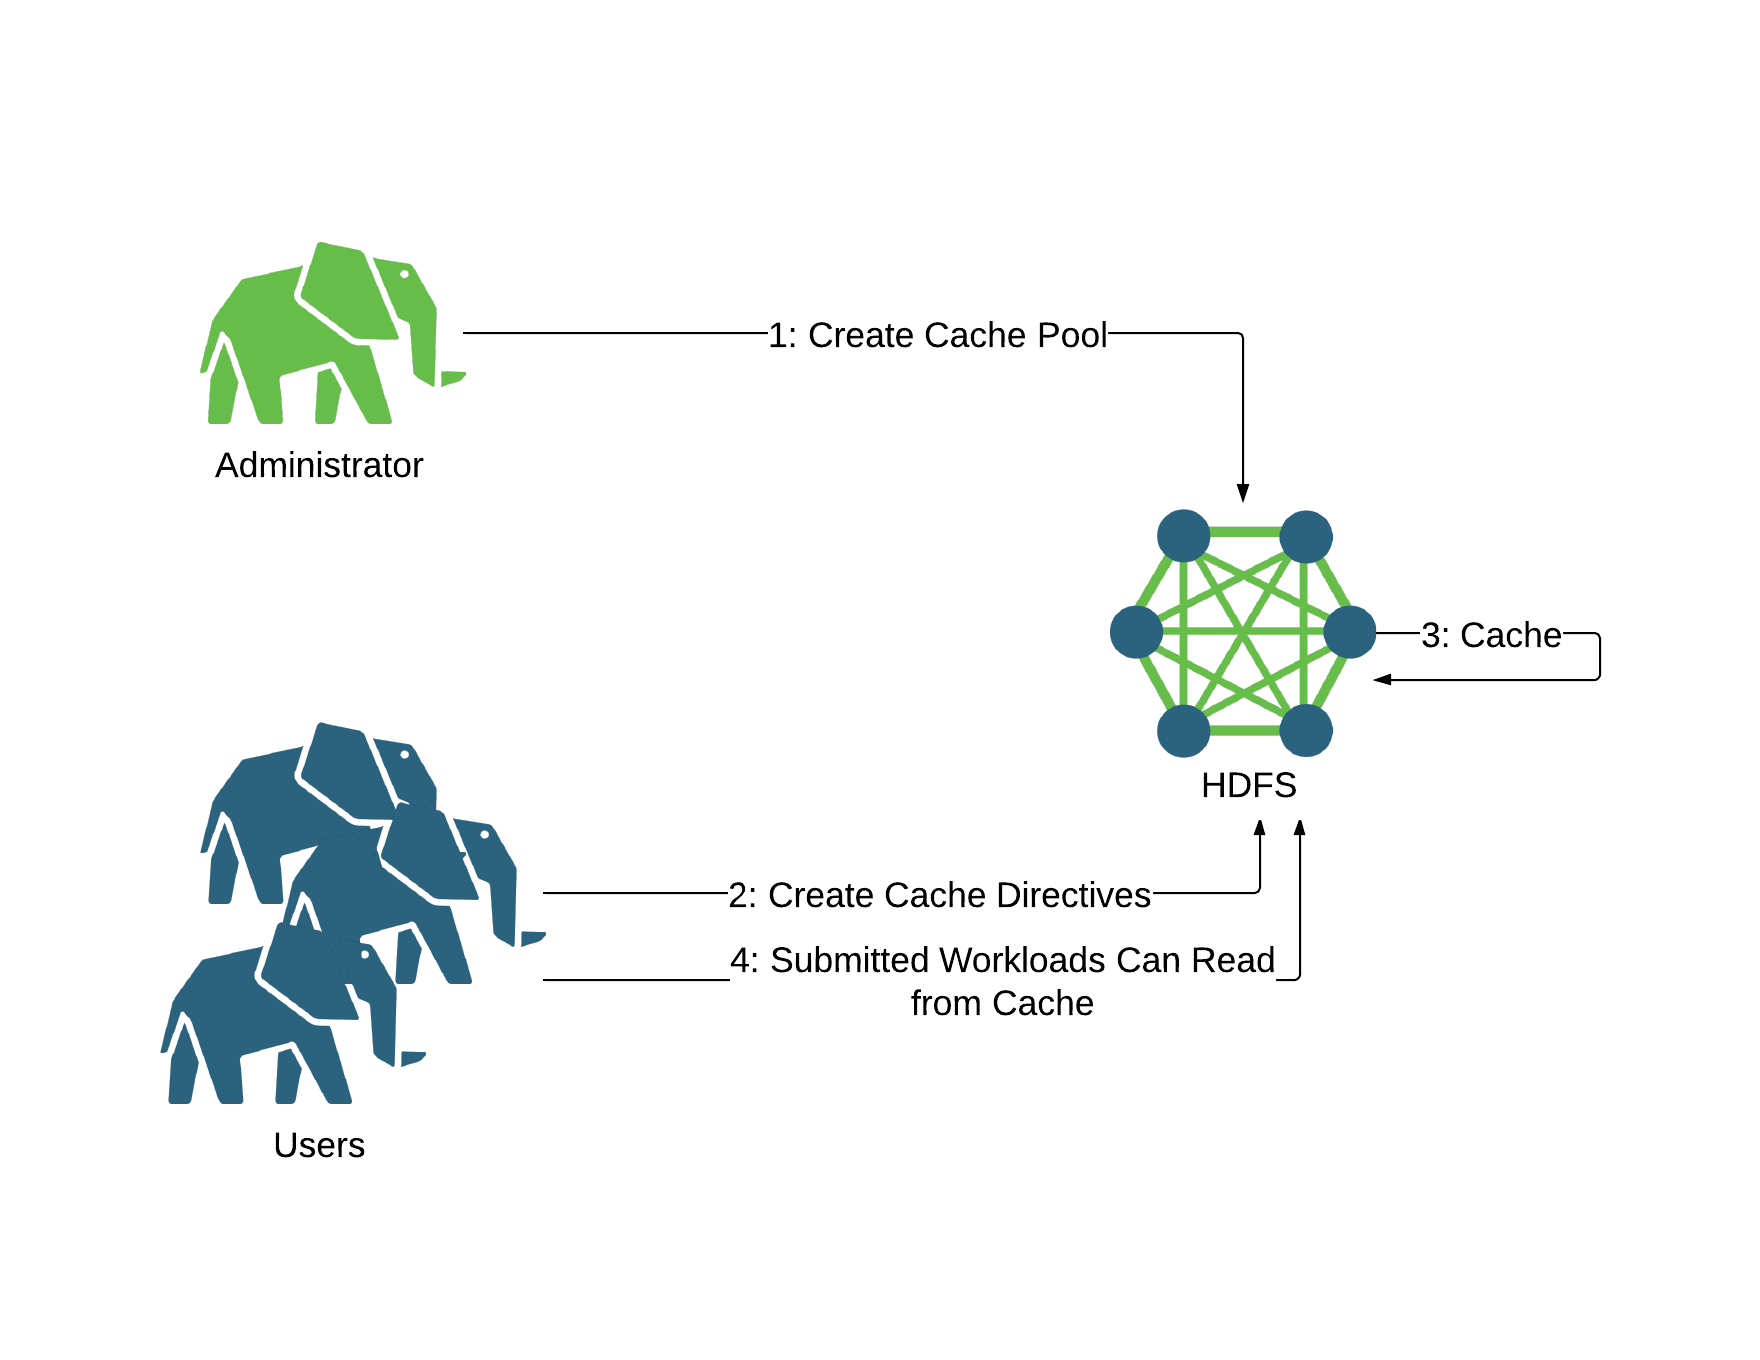 1: Create Cache Pool
Administrator
3: Cache
HDFS
2: Create Cache Directives
4: Submitted Workloads Can Read
from Cache
Users